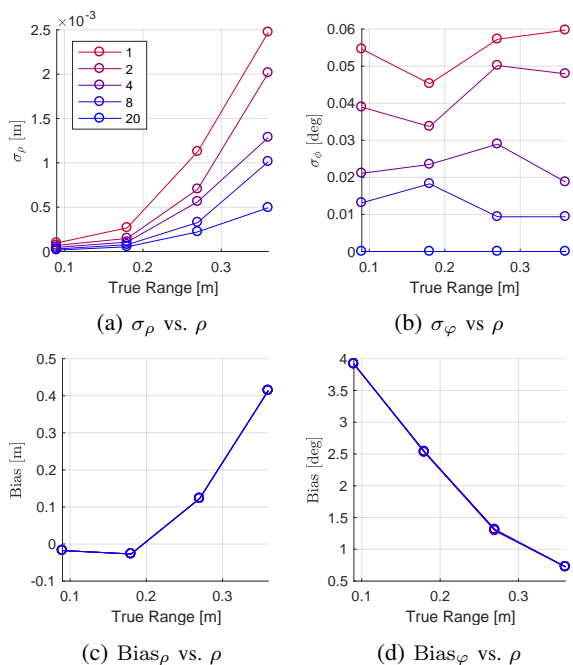 ×10^-3
2.5
2
1.5
1
0.5
0
σ_ρ [m]
1
2
4
8
20
0.1 0.2 0.3
True Range [m]
(a) σ_ρ vs. ρ
0.06
0.05
0.04
0.03
0.02
0.01
0
σ_ϕ [deg]
0.1 0.2 0.3
True Range [m]
(b) σ_φ vs ρ
0.5
0.4
0.3
0.2
0.1
0
-0.1
Bias [m]
0.1 0.2 0.3
True Range [m]
(c) Bias_ρ vs. ρ
4
3.5
3
2.5
2
1.5
1
0.5
Bias [deg]
0.1 0.2 0.3
True Range [m]
(d) Bias_φ vs. ρ